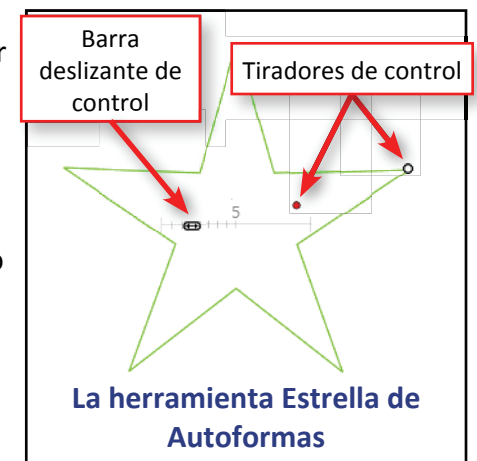 Barra
deslizante de
control
Tiradores de control
r
5
o
La herramienta Estrella de
Autoformas